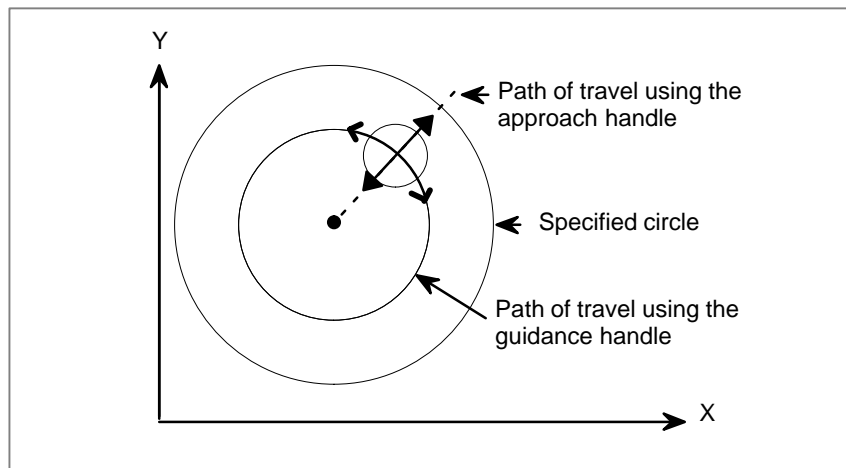 Y
Path of travel using the
approach handle
Specified circle
Path of travel using the
guidance handle
X